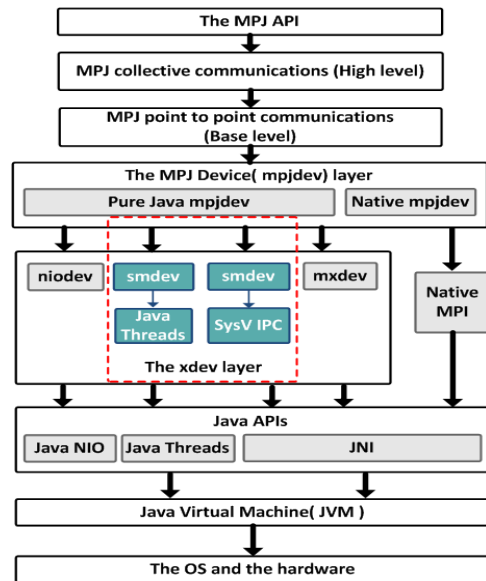 The MPJ API
MPJ collective communications (High level)
MPJ point to point communications
(Base level)
The MPJ Device( mpjdev) layer
Pure Java mpjdev
Native mpjdev
niodev
smdev
smdev
mxdev
Java
Threads
SysV IPC
Native
MPI
The xdev layer
Java APIs
Java NIO
Java Threads
JNI
Java Virtual Machine( JVM )
The OS and the hardware